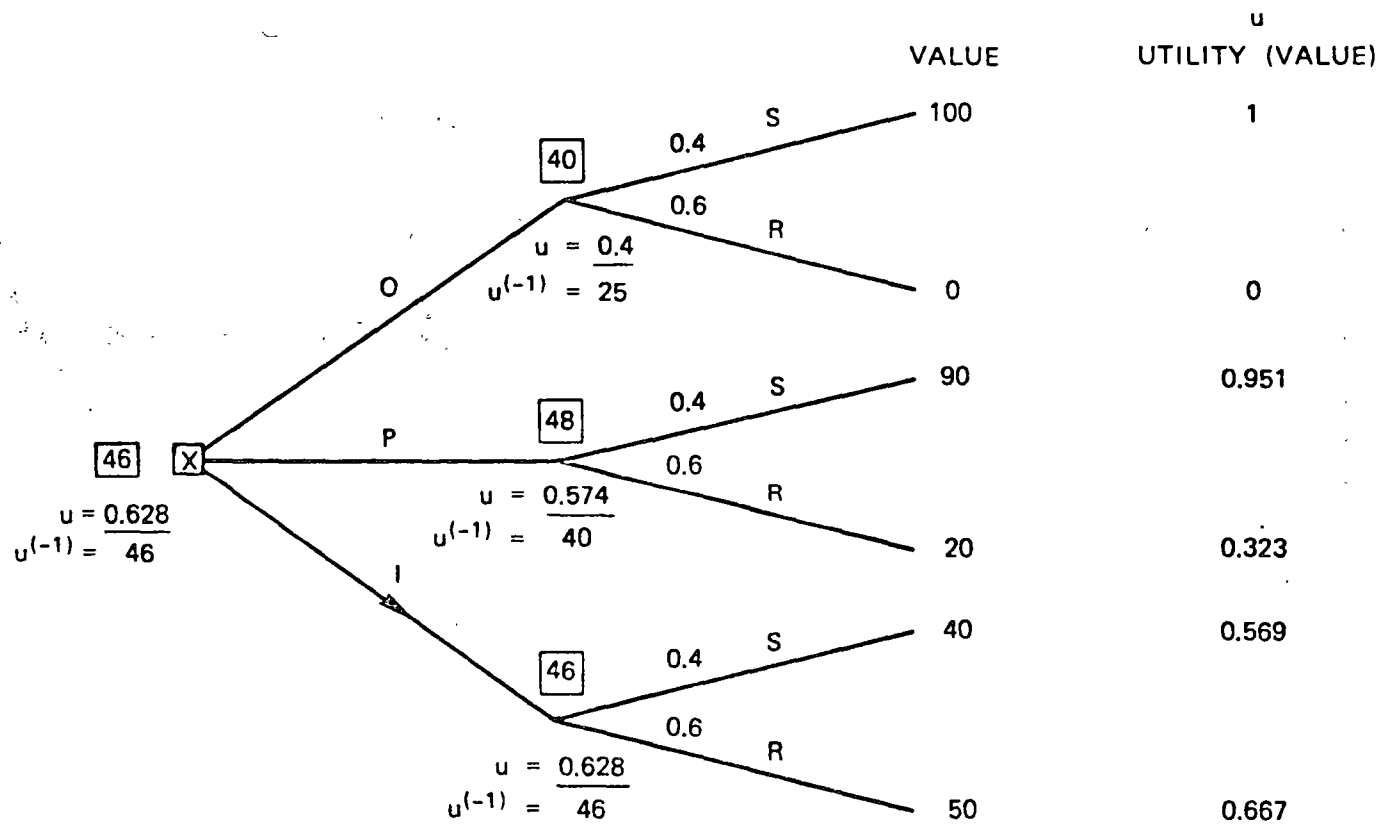 u
VALUE UTILITY (VALUE)
S 100 1
0.4
40
0.6
R
u = 0.4
O u(-1) = 25 0 0
90 0.951
S
0.4
48
P
46 X 0.6
R
u = 0.574
u = 0.628 u(-1) = 40
u(-1) = 46 20 0.323
I
40 0.569
S
0.4
46
0.6
R
u = 0.628
u(-1) = 46 50 0.667